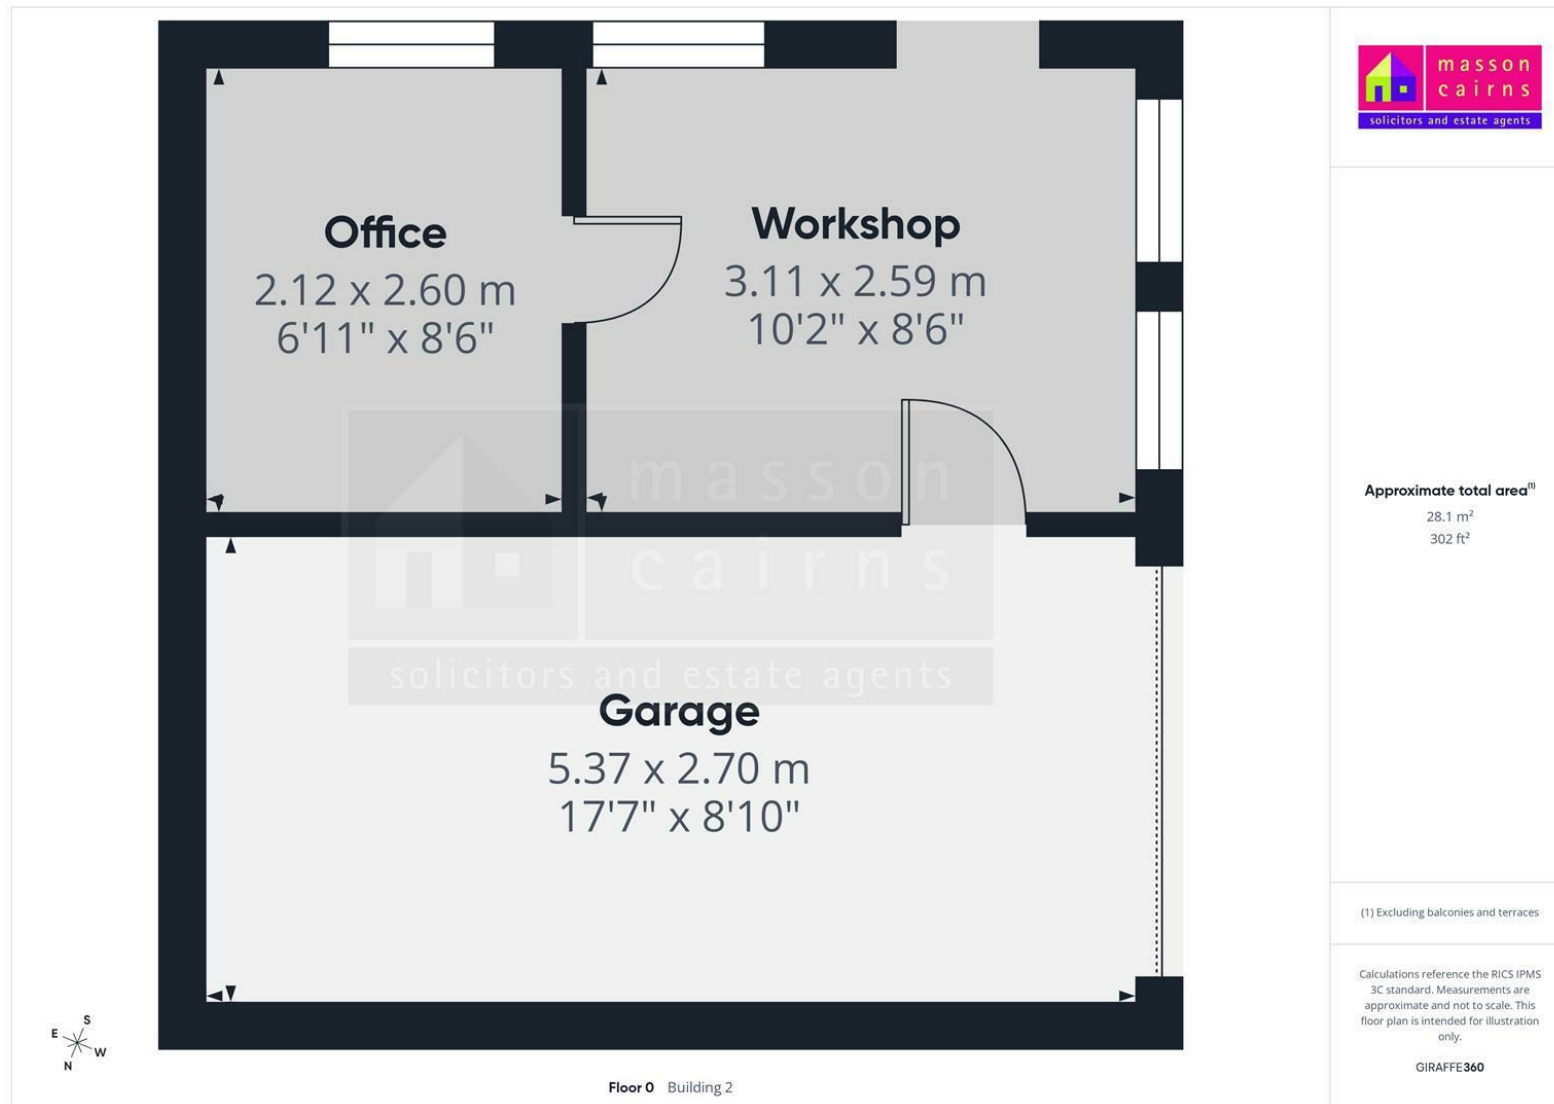 Office
2.12 x 2.60 m
6'11" x 8'6"
Workshop
3.11 x 2.59 m
10'2" x 8'6"
masson
cairns
solicitors and estate agents
Garage
5.37 x 2.70 m
17'7" x 8'10"
S
E
W
N
Floor 0 Building 2
masson
cairns
solicitors and estate agents
Approximate total area(1)
28.1 m²
302 ft²
(1) Excluding balconies and terraces
Calculations reference the RICS IPMS
3C standard. Measurements are
approximate and not to scale. This
floor plan is intended for illustration
only.
GIRAFFE360